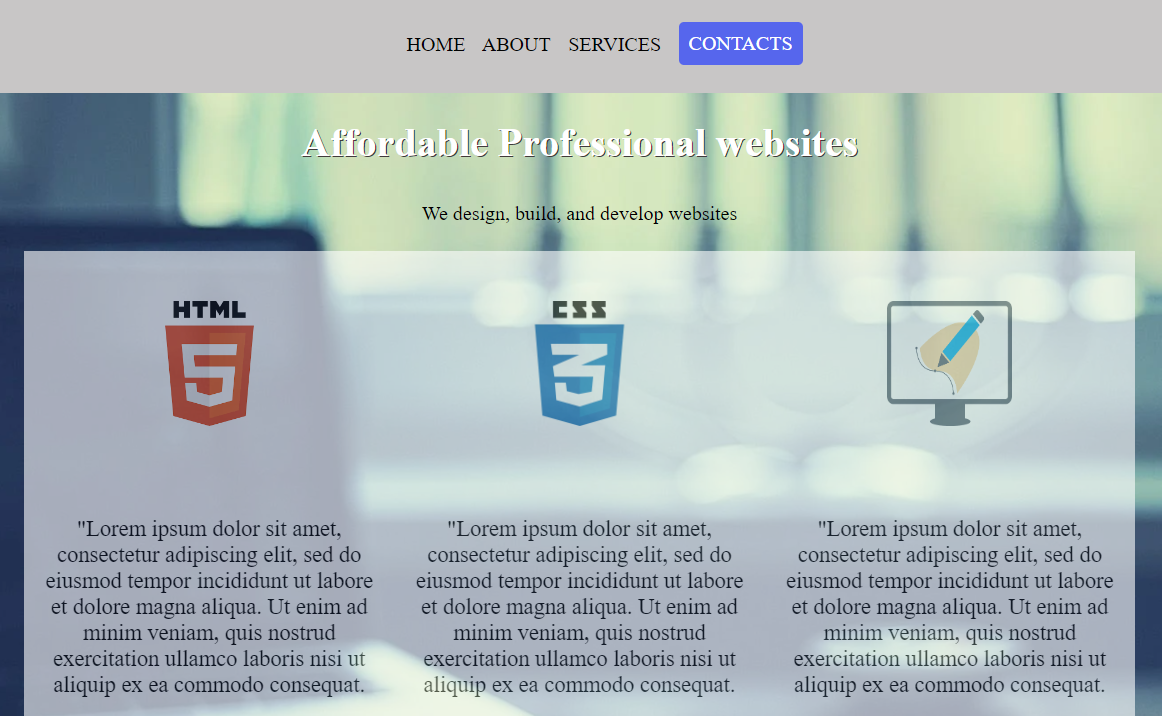 HOME ABOUT SERVICES CONTACTS
Affordable Professional websites
We design, build, and develop websites
HTML
5
CSS
3
"Lorem ipsum dolor sit amet,
consectetur adipiscing elit, sed do
eiusmod tempor incididunt ut labore
et dolore magna aliqua. Ut enim ad
minim veniam, quis nostrud
exercitation ullamco laboris nisi ut
aliquip ex ea commodo consequat.
"Lorem ipsum dolor sit amet,
consectetur adipiscing elit, sed do
eiusmod tempor incididunt ut labore
et dolore magna aliqua. Ut enim ad
minim veniam, quis nostrud
exercitation ullamco laboris nisi ut
aliquip ex ea commodo consequat.
"Lorem ipsum dolor sit amet,
consectetur adipiscing elit, sed do
eiusmod tempor incididunt ut labore
et dolore magna aliqua. Ut enim ad
minim veniam, quis nostrud
exercitation ullamco laboris nisi ut
aliquip ex ea commodo consequat.